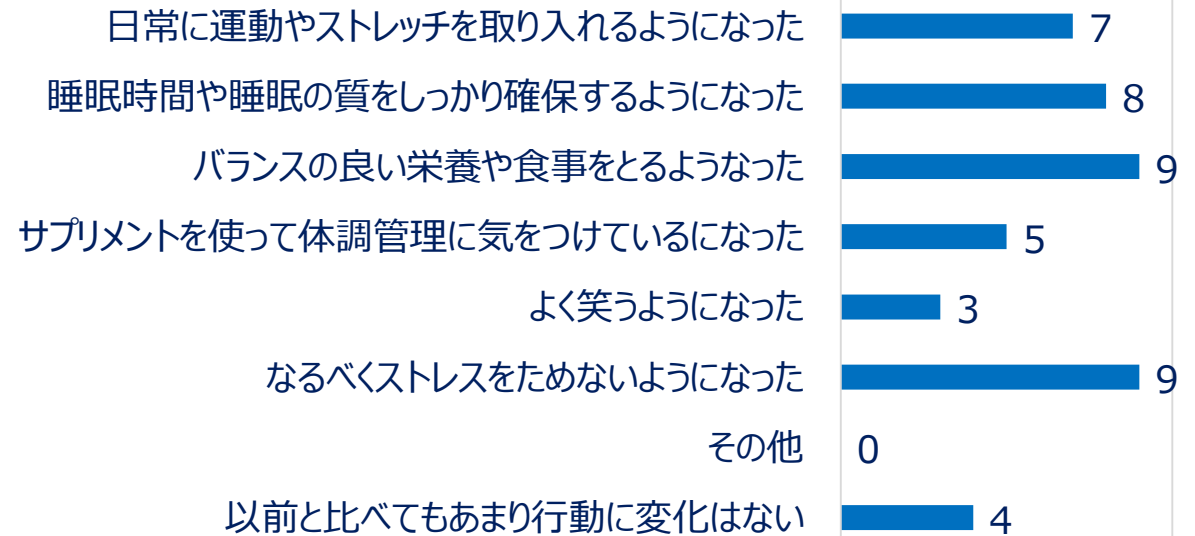 日常に運動やストレッチを取り入れるようになった 7
睡眠時間や睡眠の質をしっかり確保するようになった 8
バランスの良い栄養や食事をとるようなった 9
サプリメントを使って体調管理に気をつけているになった 5
よく笑うようになった 3
なるべくストレスをためないようになった 9
その他 0
以前と比べてもあまり行動に変化はない 4